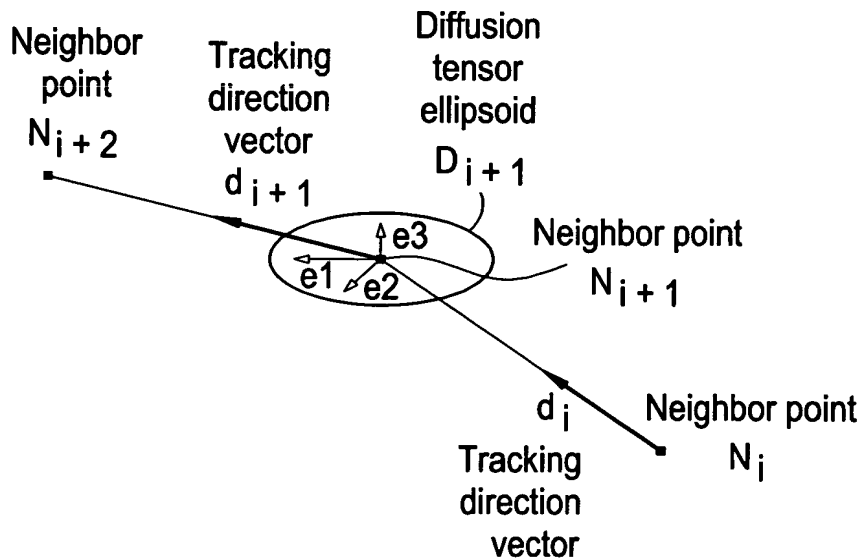 Neighbor
point
N i + 2
Tracking
direction
vector
d i + 1
Diffusion
tensor
ellipsoid
D i + 1
e3
e1
e2
Neighbor point
N i + 1
d i
Tracking
direction
vector
Neighbor point
N i